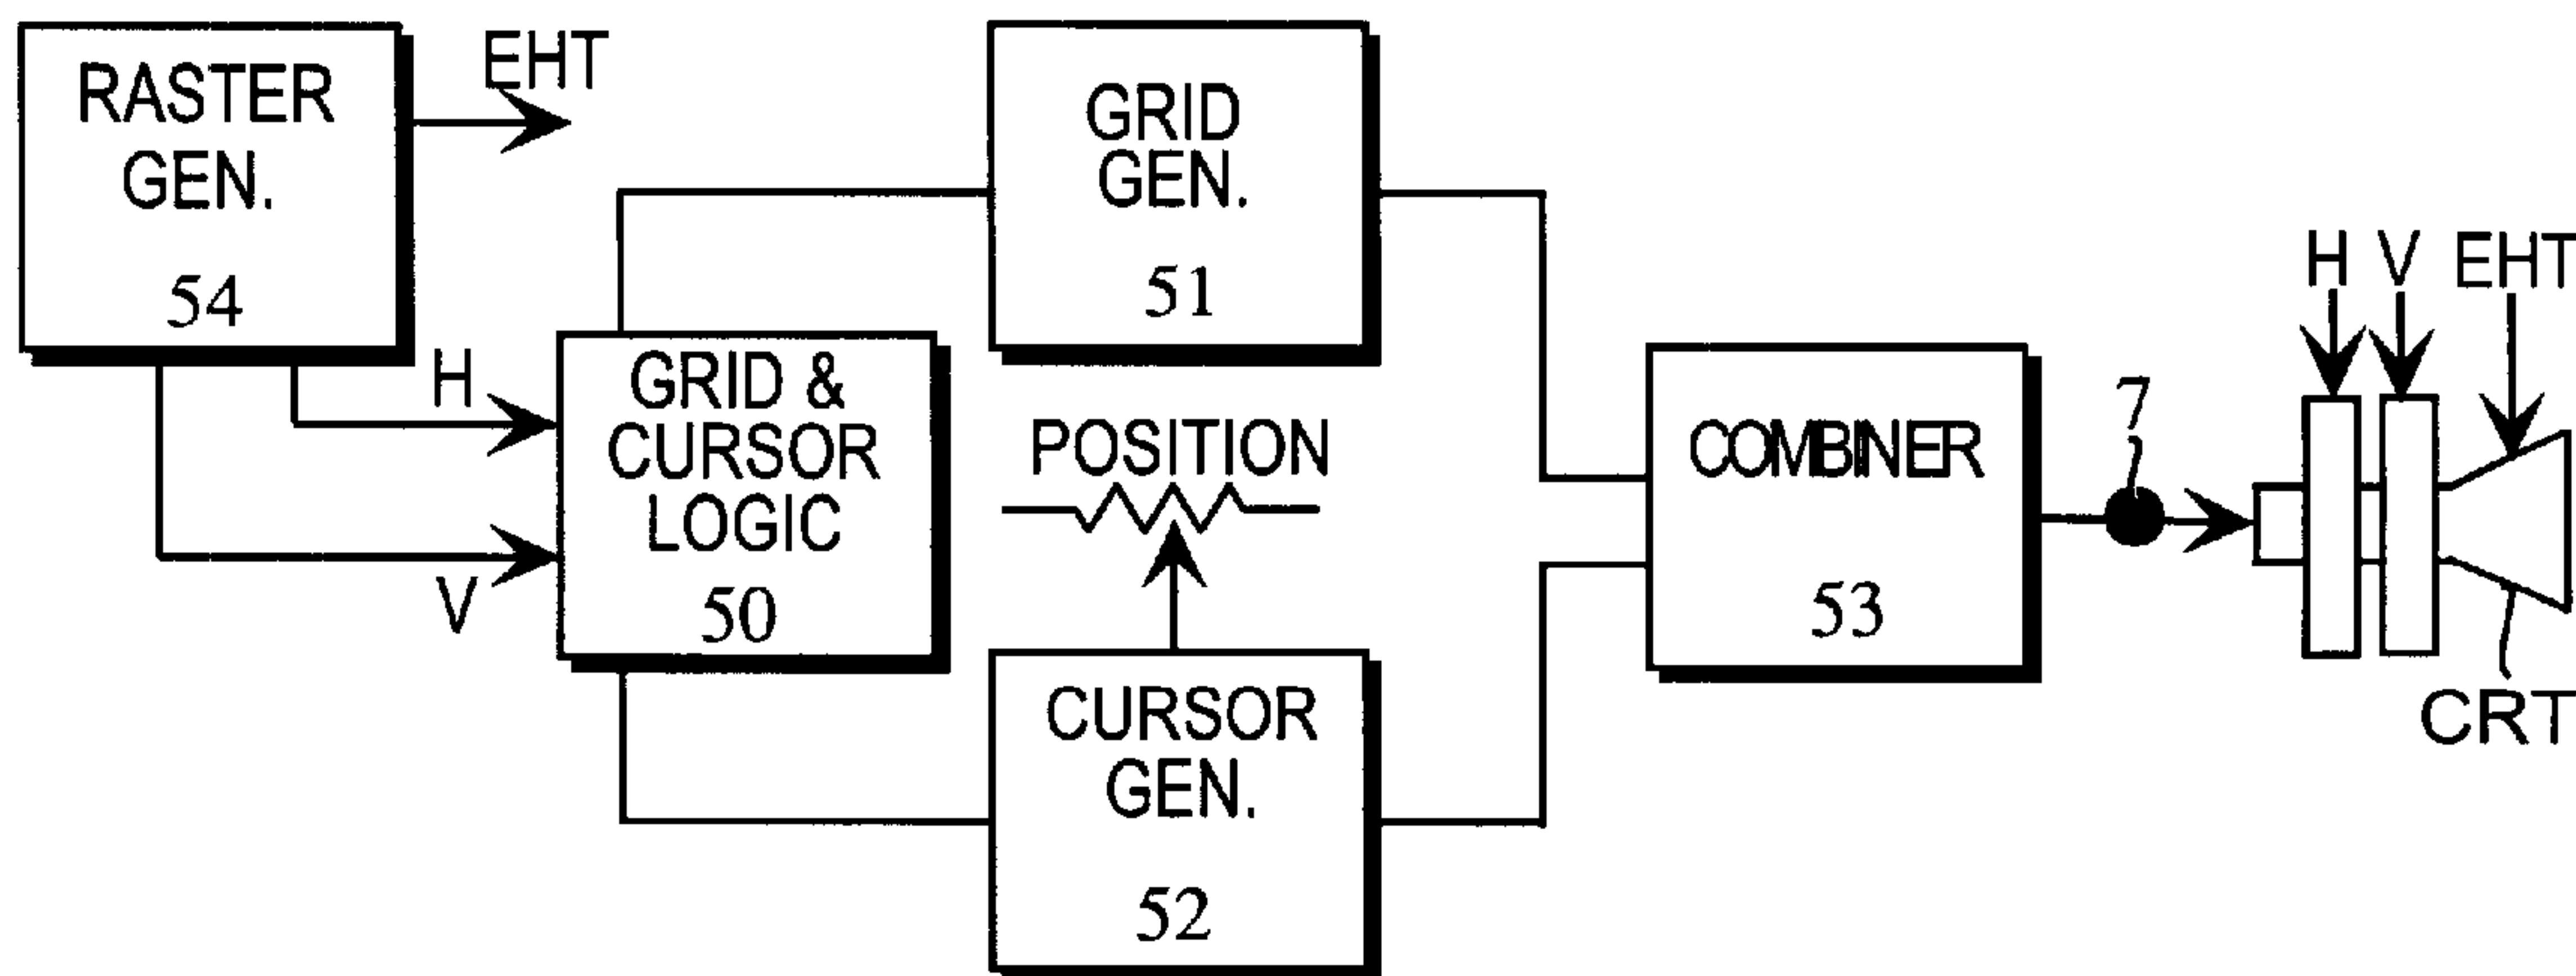 RASTER
GEN.
54
EHT
H
V
GRID &
CURSOR
LOGIC
50
GRID
GEN.
51
POSITION
CURSOR
GEN.
52
COMBINER
53
7
H V EHT
CRT